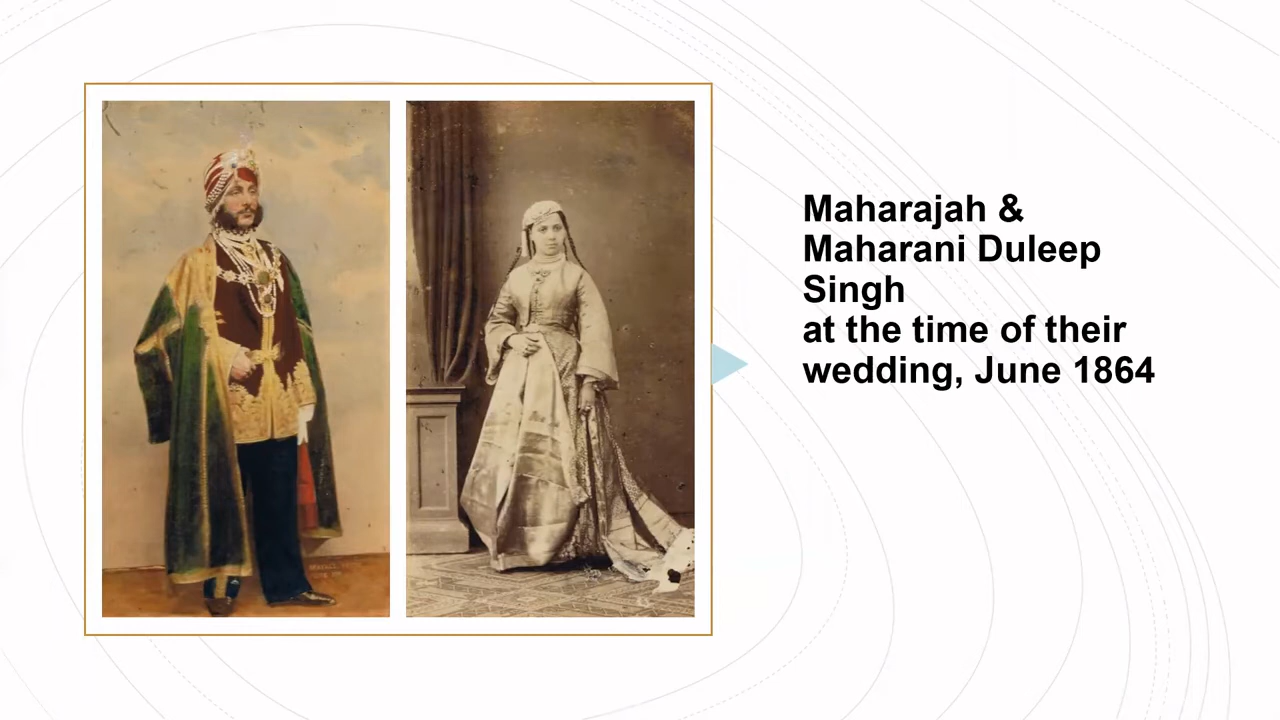 Maharajah &
Maharani Duleep
Singh
at the time of their
wedding, June 1864